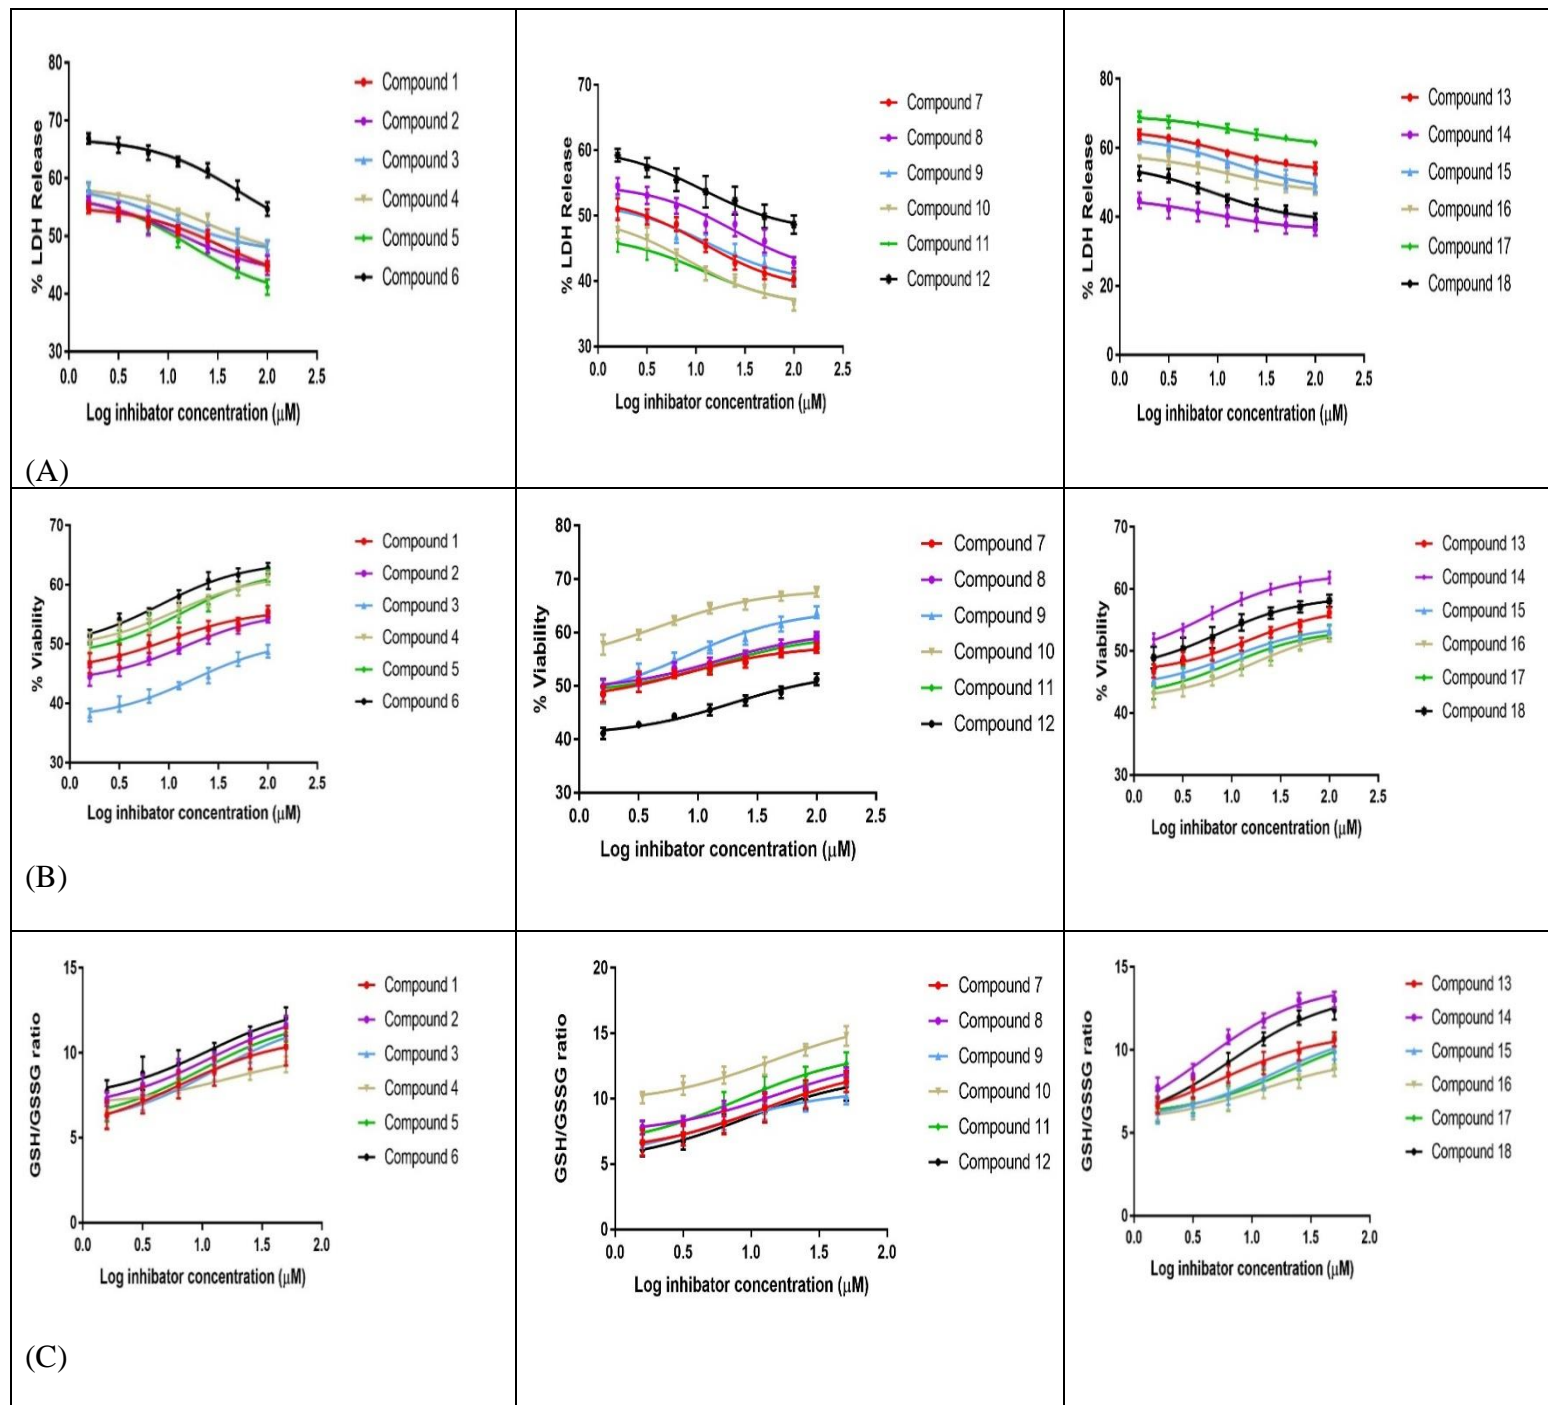 % LDH Release
80
70
60
50
40
30
0.0 0.5 1.0 1.5 2.0 2.5
Log inhibator concentration (μM)
Compound 1
Compound 2
Compound 3
Compound 4
Compound 5
Compound 6
% LDH Release
70
60
50
40
30
0.0 0.5 1.0 1.5 2.0 2.5
Log inhibator concentration (μM)
Compound 7
Compound 8
Compound 9
Compound 10
Compound 11
Compound 12
% LDH Release
80
60
40
20
0
0.0 0.5 1.0 1.5 2.0 2.5
Log inhibator concentration (μM)
Compound 13
Compound 14
Compound 15
Compound 16
Compound 17
Compound 18
(A)
% Viability
70
60
50
40
30
0.0 0.5 1.0 1.5 2.0 2.5
Log inhibator concentration (μM)
Compound 1
Compound 2
Compound 3
Compound 4
Compound 5
Compound 6
% Viability
80
70
60
50
40
30
0.0 0.5 1.0 1.5 2.0 2.5
Log inhibator concentration (μM)
Compound 7
Compound 8
Compound 9
Compound 10
Compound 11
Compound 12
% Viability
70
60
50
40
30
0.0 0.5 1.0 1.5 2.0 2.5
Log inhibator concentration (μM)
Compound 13
Compound 14
Compound 15
Compound 16
Compound 17
Compound 18
(B)
GSH/GSSG ratio
15
10
5
0
0.0 0.5 1.0 1.5 2.0
Log inhibator concentration (μM)
Compound 1
Compound 2
Compound 3
Compound 4
Compound 5
Compound 6
GSH/GSSG ratio
20
15
10
5
0
0.0 0.5 1.0 1.5 2.0
Log inhibator concentration (μM)
Compound 7
Compound 8
Compound 9
Compound 10
Compound 11
Compound 12
GSH/GSSG ratio
15
10
5
0
0.0 0.5 1.0 1.5 2.0
Log inhibator concentration (μM)
Compound 13
Compound 14
Compound 15
Compound 16
Compound 17
Compound 18
(C)